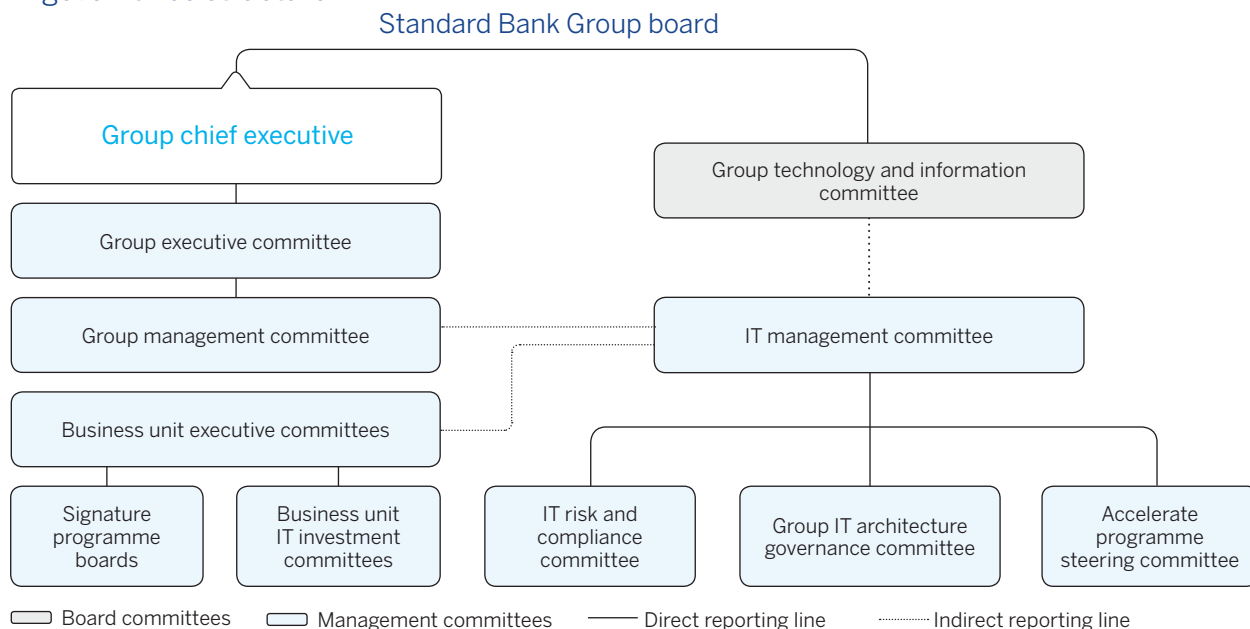 Standard Bank Group board
Group chief executive
Group technology and information
committee
Group executive committee
Group management committee
IT management committee
Business unit executive committees
Signature
programme
boards
Business unit
IT investment
committees
IT risk and
compliance
committee
Group IT architecture
governance committee
Accelerate
programme
steering committee
Board committees
Management committees
Direct reporting line
Indirect reporting line